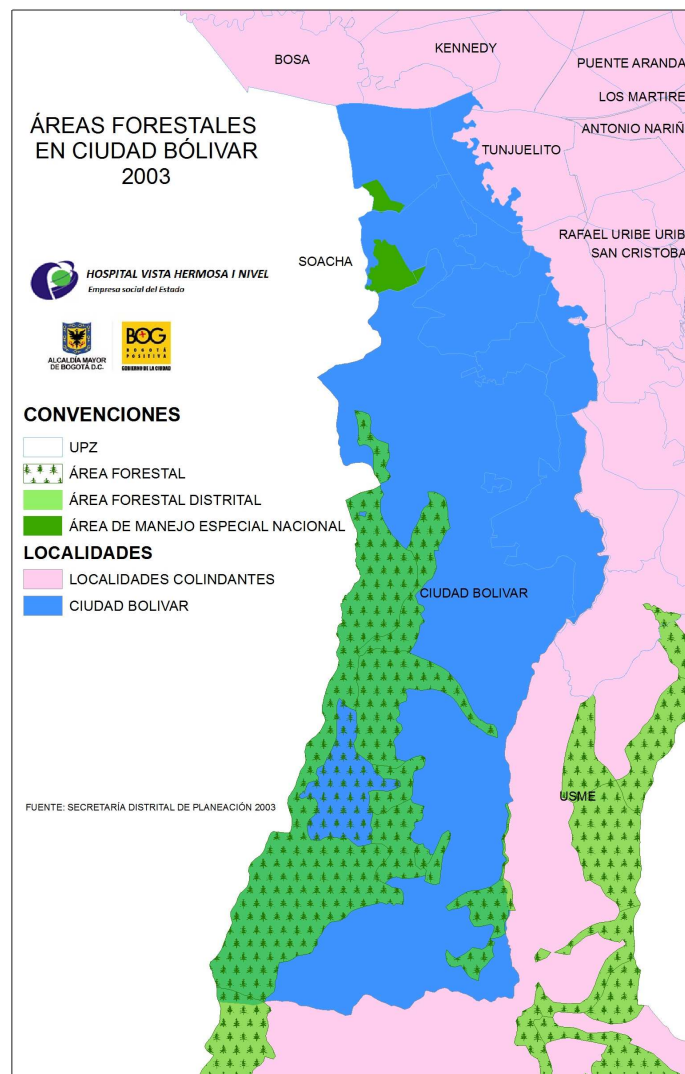 BOSA
KENNEDY
PUENTE ARANDA
LOS MARTIRE
ÁREAS FORESTALES
EN CIUDAD BÓLIVAR
2003
ANTONIO NARIÑ
TUNJUELITO
RAFAEL URIBE URIB
SAN CRISTOBA
SOACHA
HOSPITAL VISTA HERMOSA I NIVEL
Empresa social del Estado
ALCALDÍA MAYOR
DE BOGOTÁ D.C.
BOG
BOGOTÁ
POSITIVA
GOBIERNO DE LA CIUDAD
CONVENCIONES
UPZ
ÁREA FORESTAL
ÁREA FORESTAL DISTRITAL
ÁREA DE MANEJO ESPECIAL NACIONAL
LOCALIDADES
LOCALIDADES COLINDANTES
CIUDAD BOLIVAR
CIUDAD BOLIVAR
USME
FUENTE: SECRETARÍA DISTRITAL DE PLANEACIÓN 2003